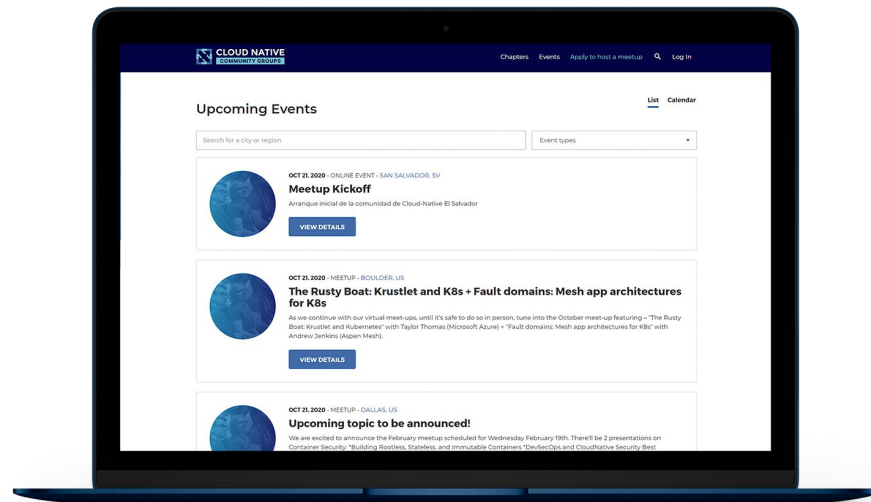 CLOUD NATIVE
COMMUNITY GROUPS
Chapters Events Apply to host a meetup Log In
Upcoming Events
List Calendar
Search for a city or region
Event types
OCT 21, 2020 - ONLINE EVENT - SAN SALVADOR, SV
Meetup Kickoff
Arranque inicial de la comunidad de Cloud-Native El Salvador
VIEW DETAILS
OCT 21, 2020 - MEETUP - BOULDER, US
The Rusty Boat: Krustlet and K8s + Fault domains: Mesh app architectures
for K8s
As we continue with our virtual meet-ups, until it's safe to do so in person, tune into the October meet-up featuring – "The Rusty
Boat: Krustlet and Kubernetes" with Taylor Thomas (Microsoft Azure) + "Fault domains: Mesh app architectures for K8s" with
Andrew Jenkins (Aspen Mesh).
VIEW DETAILS
OCT 21, 2020 - MEETUP - DALLAS, US
Upcoming topic to be announced!
We are excited to announce the February meetup scheduled for Wednesday February 19th. There'll be 2 presentations on
Container Security: "Building Rootless, Stateless, and Immutable Containers "DevSecOps and CloudNative Security Best